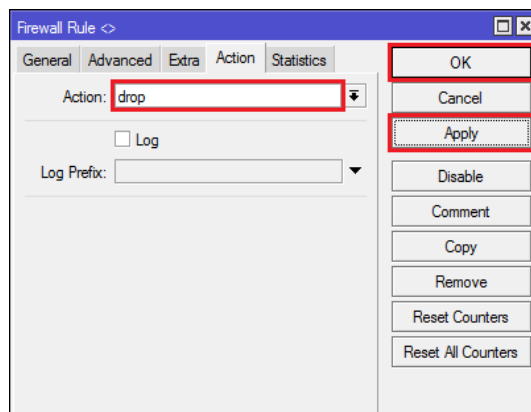 Firewall Rule <>
General Advanced Extra Action Statistics
Action: drop
Log
Log Prefix:
OK
Cancel
Apply
Disable
Comment
Copy
Remove
Reset Counters
Reset All Counters